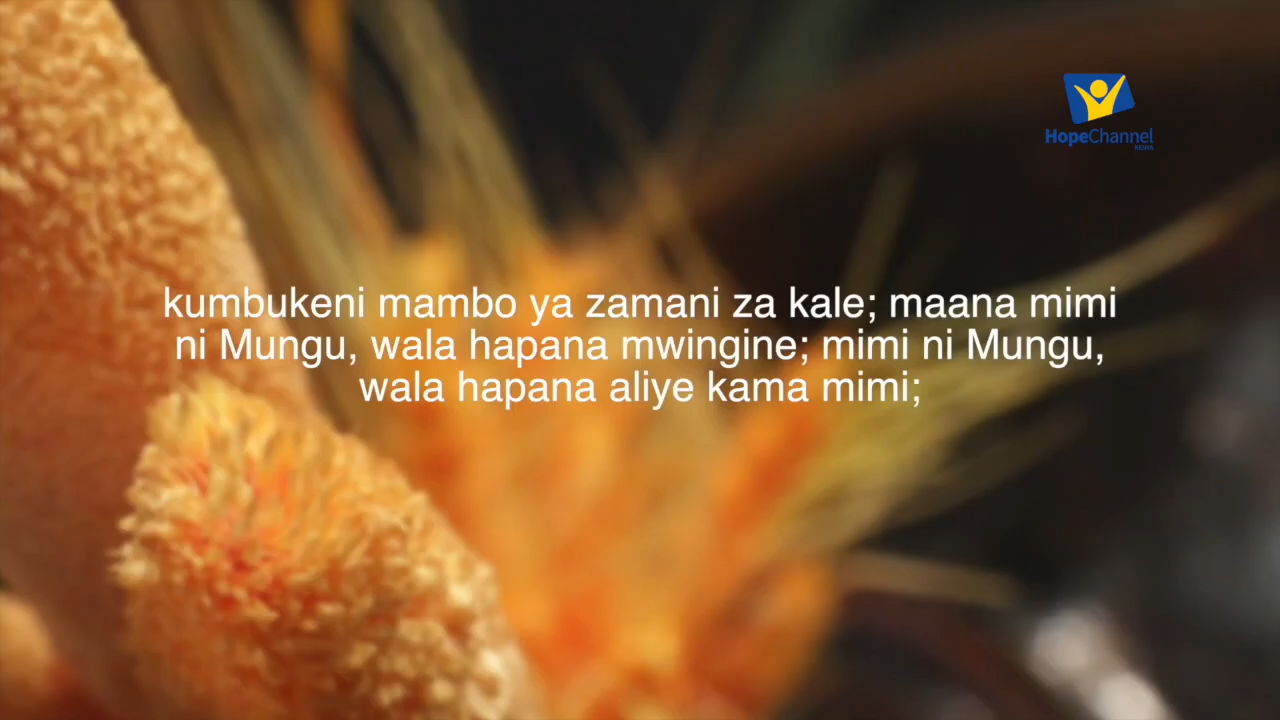 HopeChannel
kumbukeni mambo ya zamani za kale; maana mimi
ni Mungu, wala hapana mwingine; mimi ni Mungu,
wala hapana aliye kama mimi;